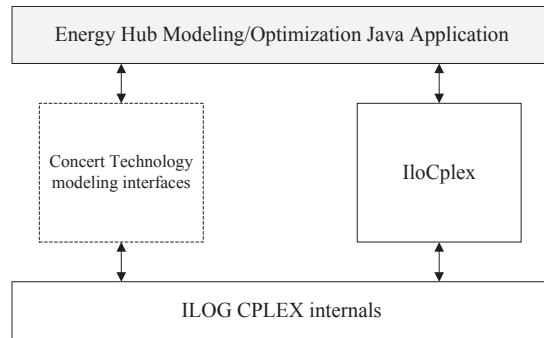 Energy Hub Modeling/Optimization Java Application
Concert Technology
modeling interfaces
IloCplex
ILOG CPLEX internals